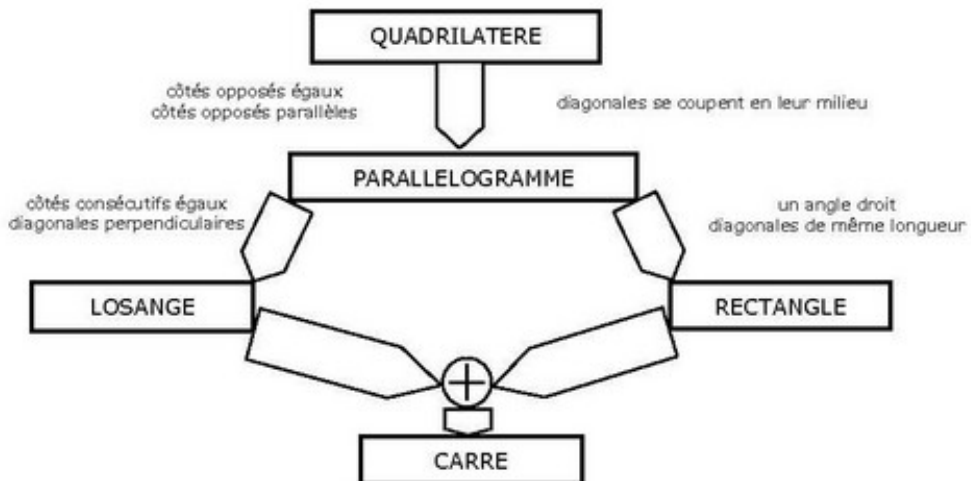 QUADRILATERE
côtés opposés égaux
côtés opposés parallèles
diagonales se coupent en leur milieu
PARALLELOGRAMME
côtés consécutifs égaux
diagonales perpendiculaires
un angle droit
diagonales de même longueur
LOSANGE
RECTANGLE
CARRE